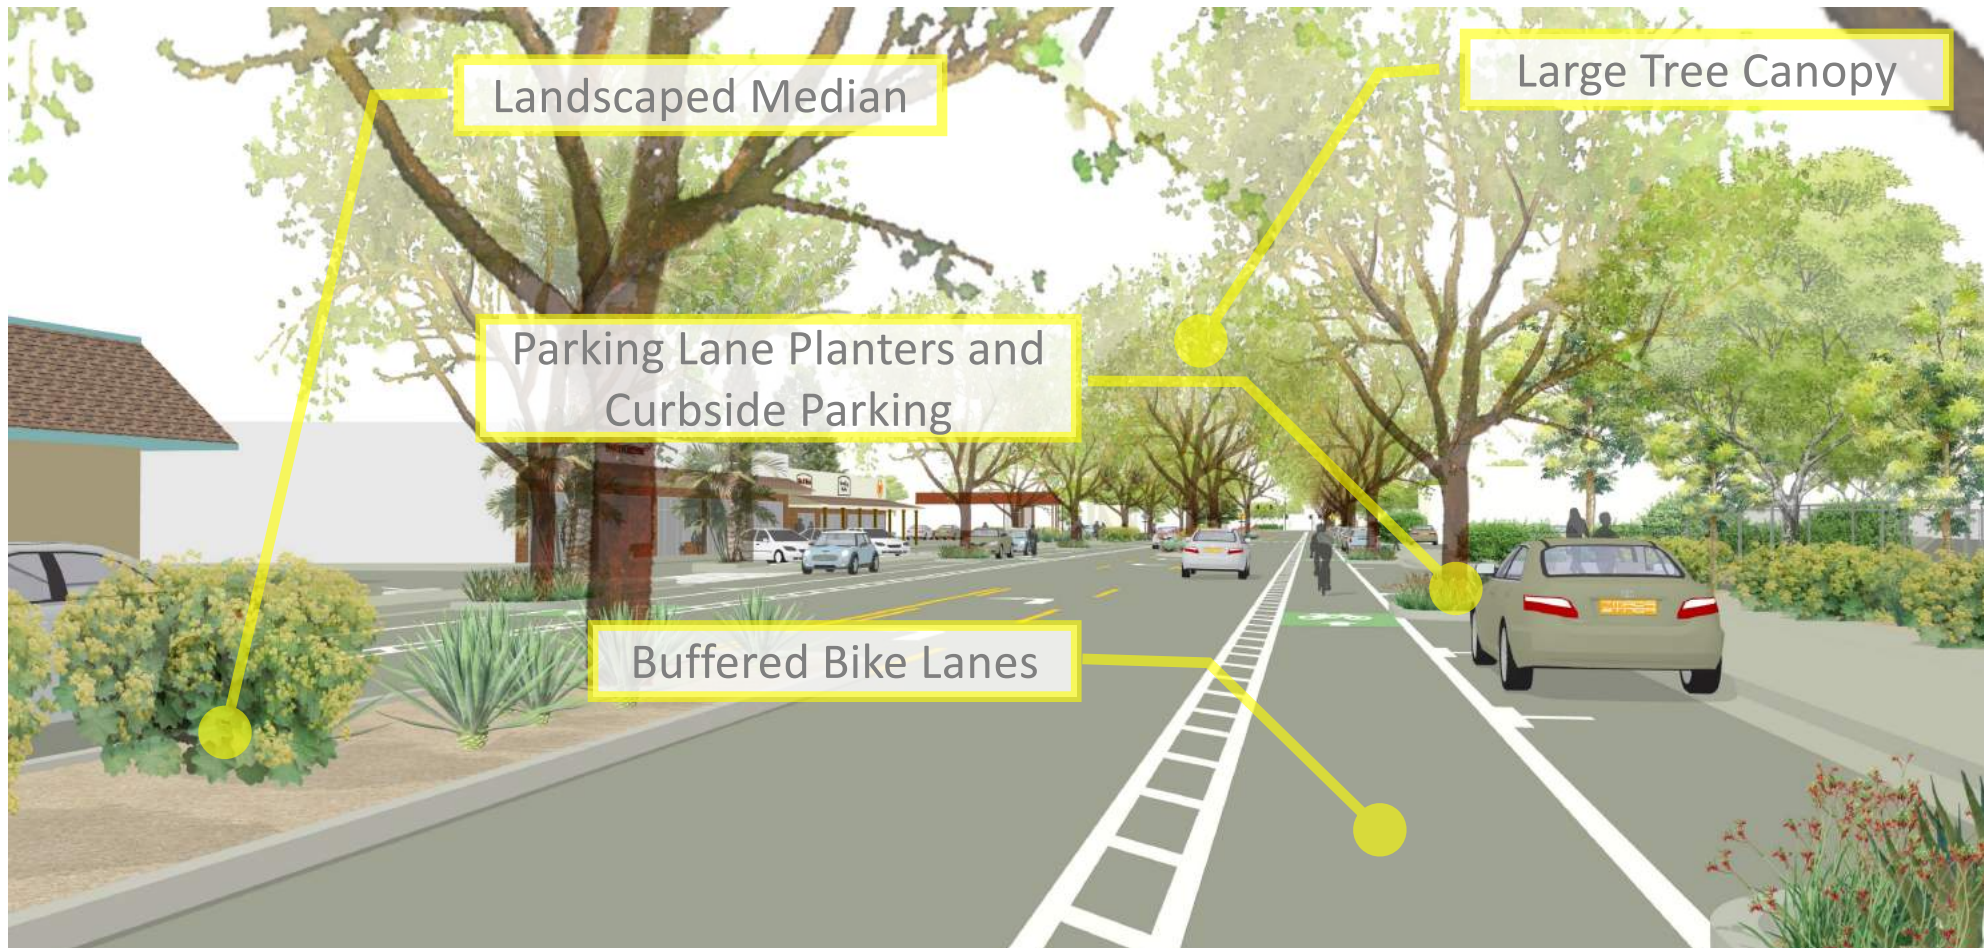 Landscaped Median
Large Tree Canopy
Parking Lane Planters and
Curbside Parking
Buffered Bike Lanes